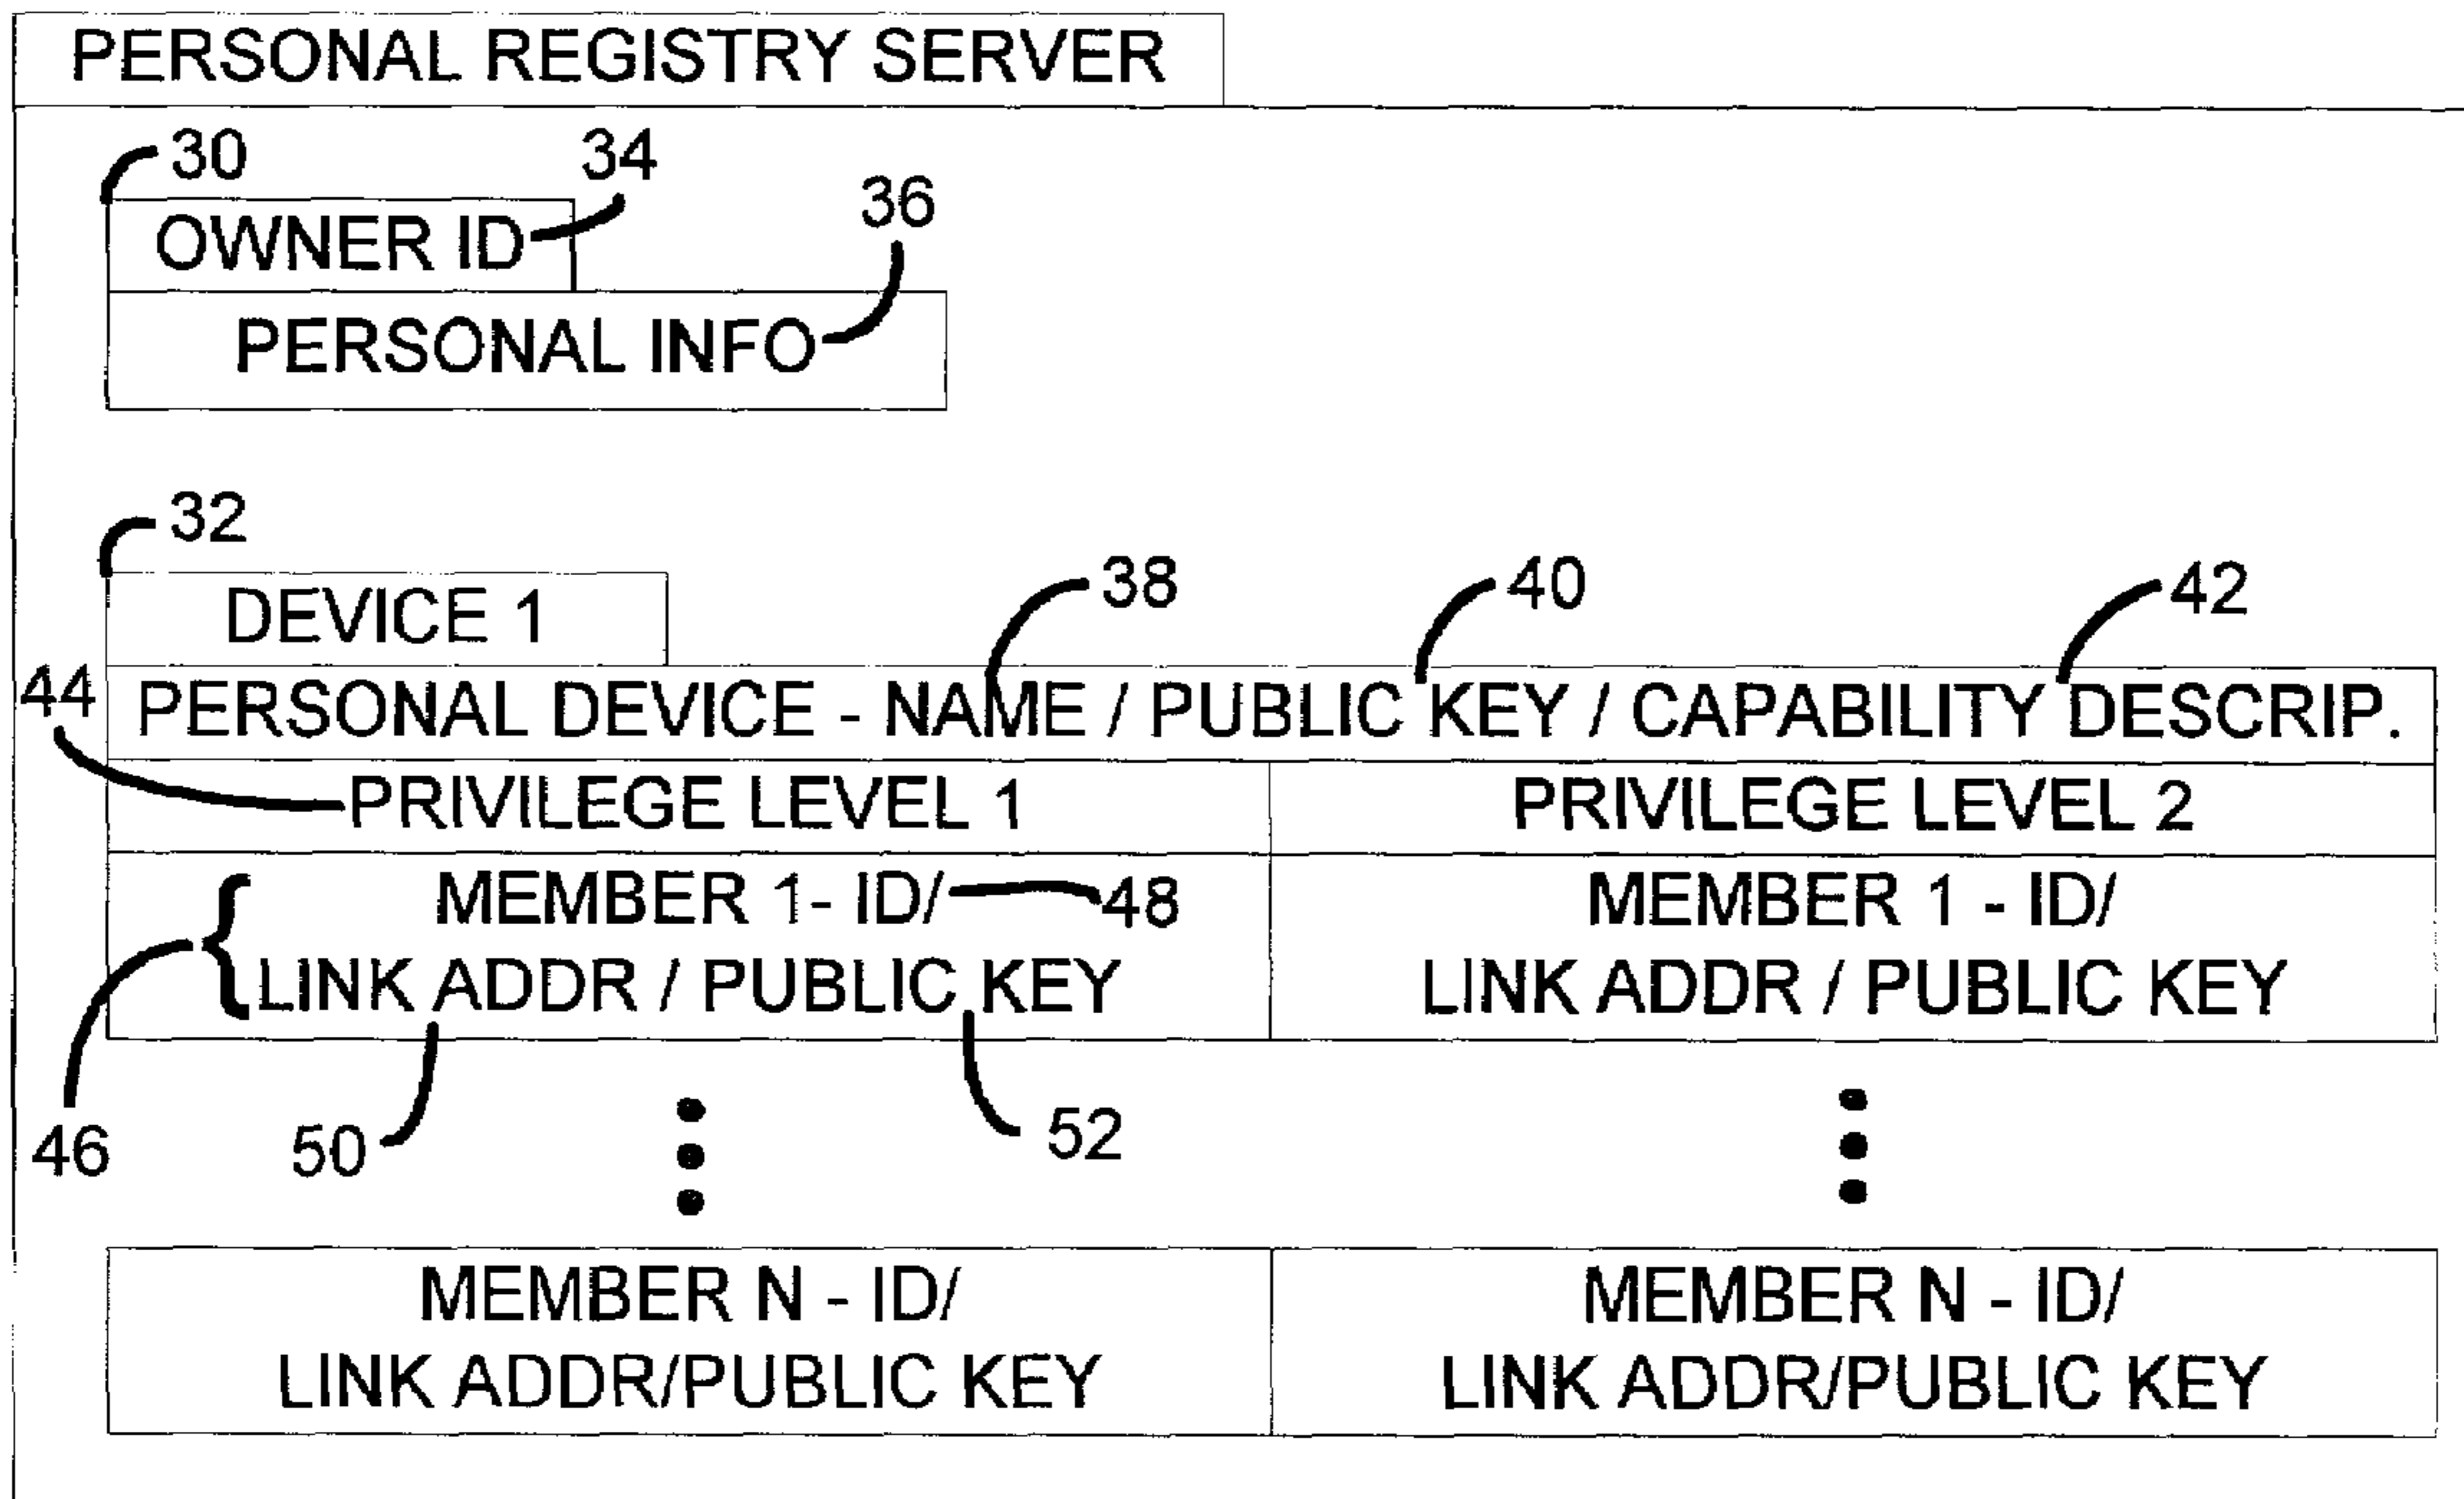 PERSONAL REGISTRY SERVER
30
34
36
OWNER ID
PERSONAL INFO
32
38
40
42
DEVICE 1
44
PERSONAL DEVICE - NAME / PUBLIC KEY / CAPABILITY DESCRIP.
PRIVILEGE LEVEL 1
PRIVILEGE LEVEL 2
MEMBER 1- ID/
48
LINK ADDR / PUBLIC KEY
MEMBER 1 - ID/
LINK ADDR / PUBLIC KEY
46
50
52
MEMBER N - ID/
LINK ADDR/PUBLIC KEY
MEMBER N - ID/
LINK ADDR/PUBLIC KEY